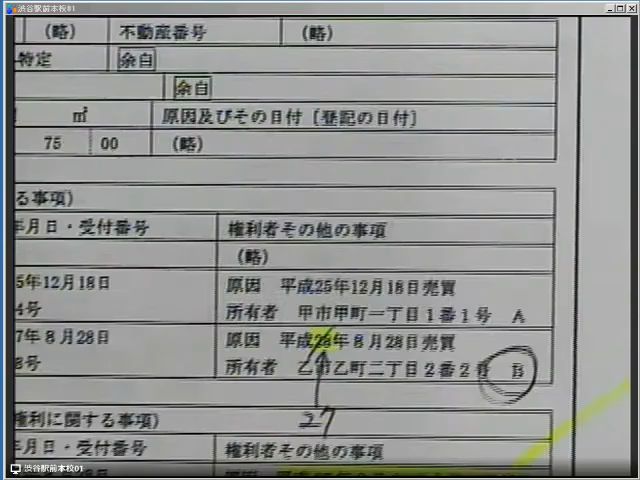 渋谷駅前本校01
(略) 不動産番号 (略)
特定 余白
余白
㎡ 原因及びその日付〔登記の日付〕
75 00 (略)
る事項)
年月日・受付番号 権利者その他の事項
(略)
5年12月18日 原因 平成25年12月18日売買
4号 所有者 甲市甲町一丁目1番1号 A
7年8月28日 原因 平成28年8月28日売買
8号 所有者 乙市乙町二丁目2番2号 B
27
権利に関する事項)
年月日・受付番号 権利者その他の事項
渋谷駅前本校01